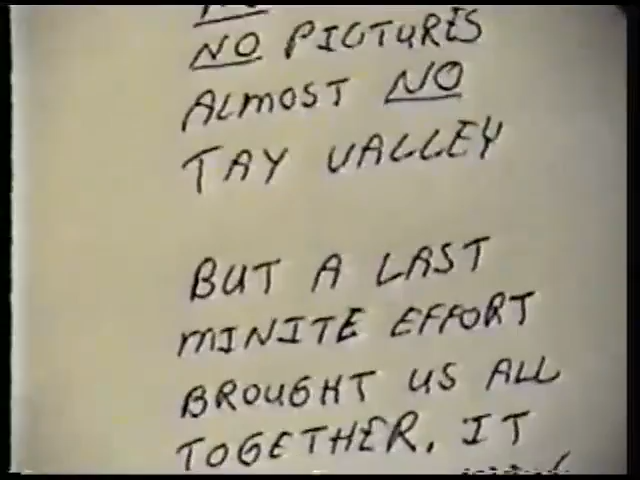 NO PICTURES
ALMOST NO
TAY VALLEY
BUT A LAST
MINITE EFFORT
BROUGHT US ALL
TOGETHER. IT